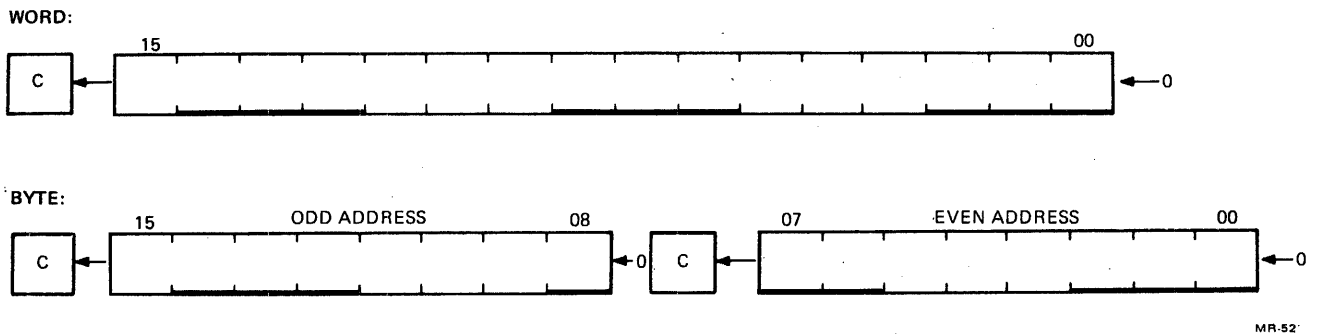 WORD:
15 00
C 0
BYTE:
15 ODD ADDRESS 08 07 EVEN ADDRESS 00
C 0 C 0
MR-52